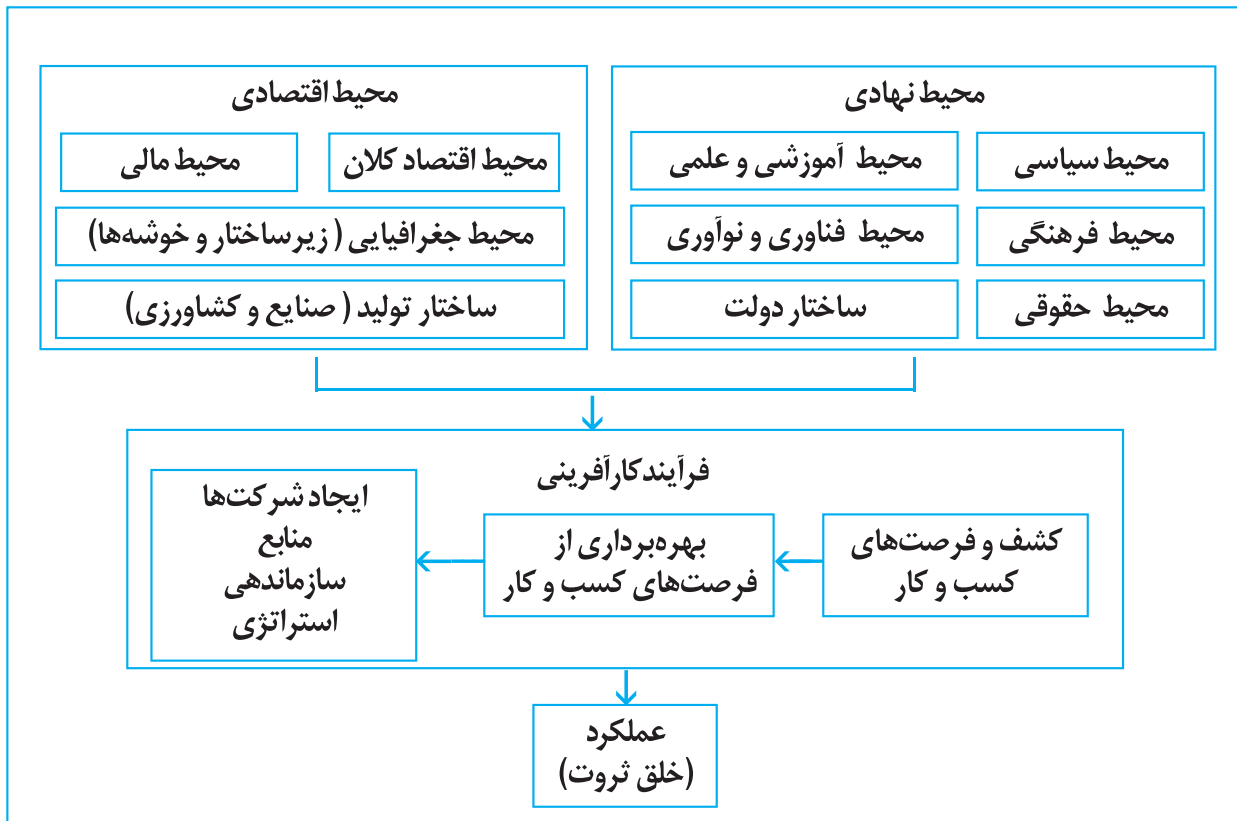 محیط نهادی
محیط سیاسی
محیط آموزشی و علمی
محیط فرهنگی
محیط فناوری و نوآوری
محیط حقوقی
ساختار دولت
محیط اقتصادی
محیط اقتصاد کلان
محیط مالی
محیط جغرافیایی (زیرساختار و خوشه‌ها)
ساختار تولید (صنایع و کشاورزی)
فرآیند کارآفرینی
کشف و فرصت‌های
کسب و کار
بهره‌برداری از
فرصت‌های کسب و کار
ایجاد شرکت‌ها
منابع
سازماندهی
استراتژی
عملکرد
(خلق ثروت)